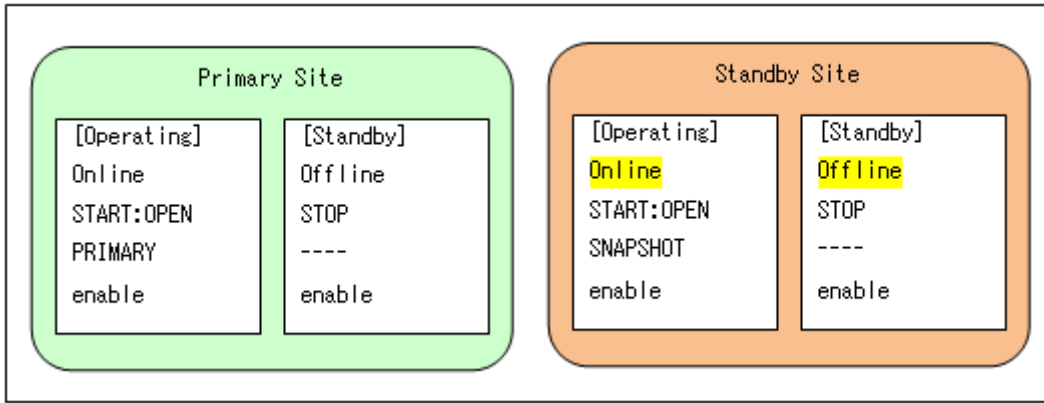 Primary Site
[Operating]
Online
START:OPEN
PRIMARY
enable
[Standby]
Offline
STOP
----
enable
Standby Site
[Operating]
Online
START:OPEN
SNAPSHOT
enable
[Standby]
Offline
STOP
----
enable